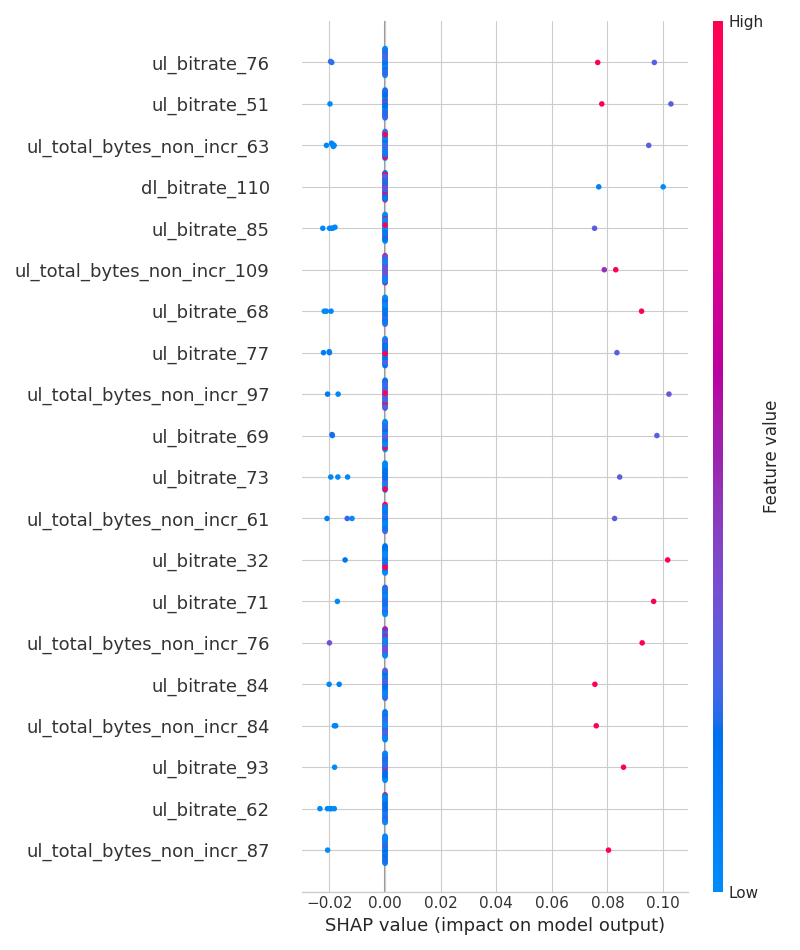 High
ul_bitrate_76
ul_bitrate_51
ul_total_bytes_non_incr_63
dl_bitrate_110
ul_bitrate_85
ul_total_bytes_non_incr_109
ul_bitrate_68
ul_bitrate_77
ul_total_bytes_non_incr_97
ul_bitrate_69
ul_bitrate_73
ul_total_bytes_non_incr_61
ul_bitrate_32
ul_bitrate_71
ul_total_bytes_non_incr_76
ul_bitrate_84
ul_total_bytes_non_incr_84
ul_bitrate_93
ul_bitrate_62
ul_total_bytes_non_incr_87
Feature value
Low
−0.02 0.00 0.02 0.04 0.06 0.08 0.10
SHAP value (impact on model output)